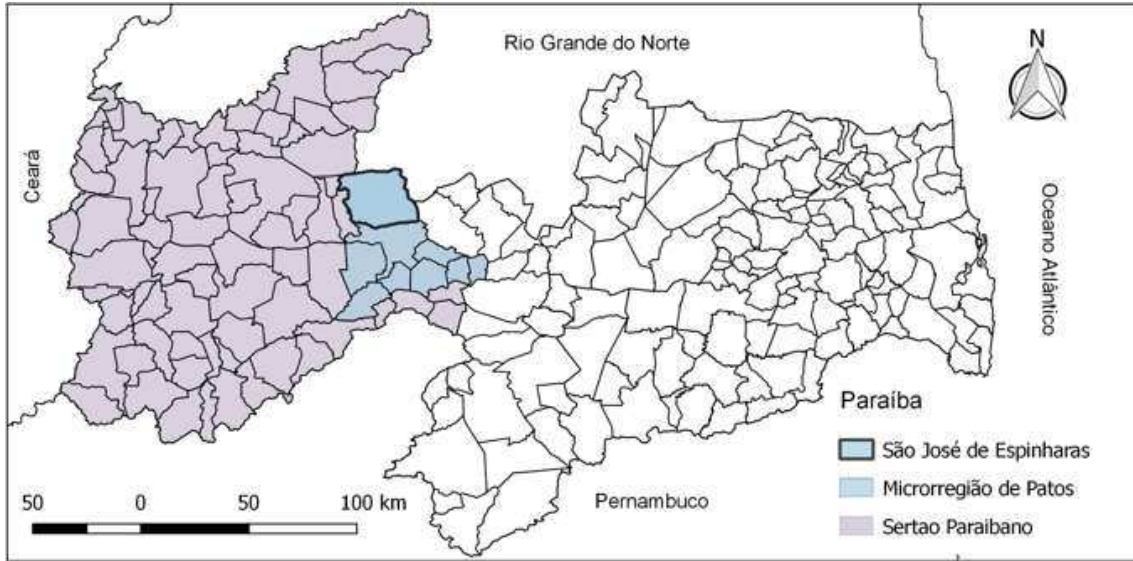 Rio Grande do Norte
N
Ceará
Oceano Atlântico
Paraíba
São José de Espinharas
Microrregião de Patos
Sertao Paraibano
Pernambuco
50 0 50 100 km